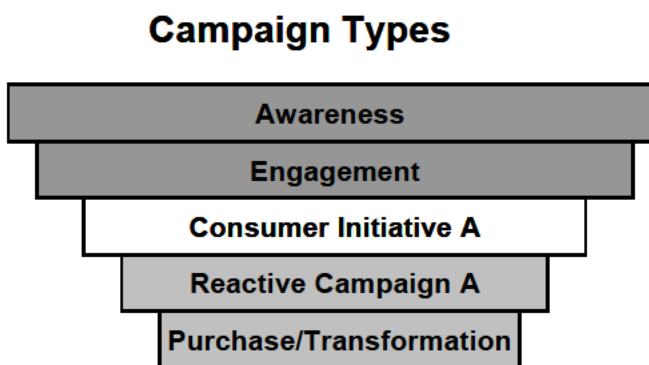 Campaign Types
Awareness
Engagement
Consumer Initiative A
Reactive Campaign A
Purchase/Transformation